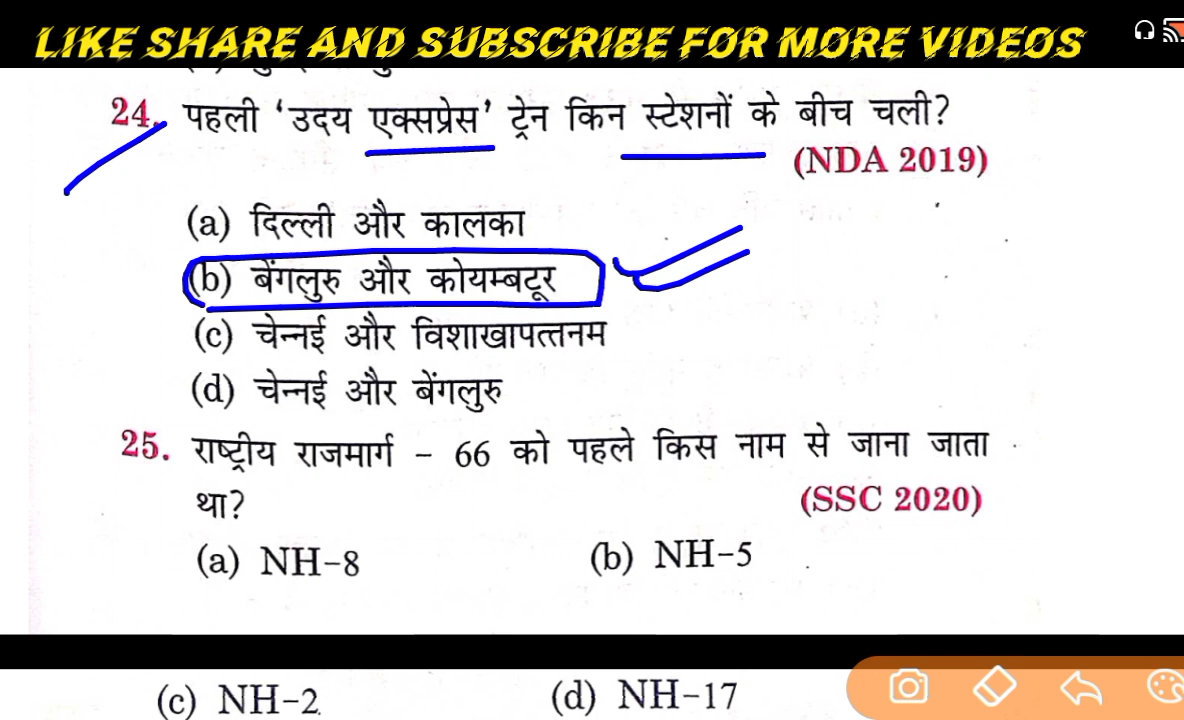 LIKE SHARE AND SUBSCRIBE FOR MORE VIDEOS
24. पहली ‘उदय एक्सप्रेस’ ट्रेन किन स्टेशनों के बीच चली?
(NDA 2019)
(a) दिल्ली और कालका
(b) बेंगलुरु और कोयम्बटूर
(c) चेन्नई और विशाखापत्तनम
(d) चेन्नई और बेंगलुरु
25. राष्ट्रीय राजमार्ग – 66 को पहले किस नाम से जाना जाता
था? (SSC 2020)
(a) NH-8 (b) NH-5
(c) NH-2 (d) NH-17